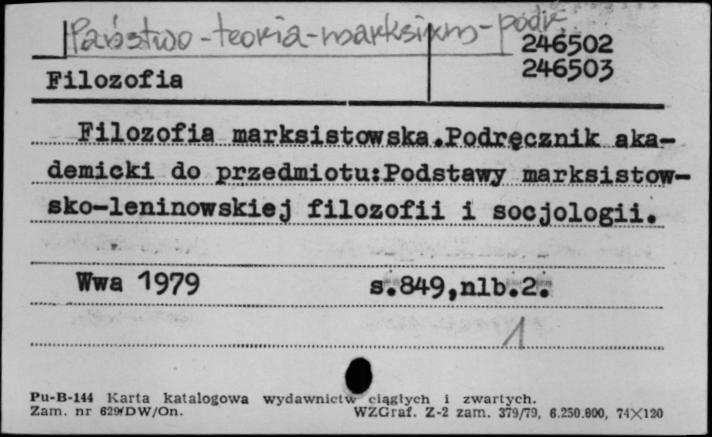 Państwo-teoria-marksizm-podr.
246502
Filozofia 246503
Filozofia marksistowska.Podręcznik aka-
demicki do przedmiotu:Podstawy marksistow-
sko-leninowskiej filozofii i socjologii.
Wwa 1979 s.849,nlb.2.
1
Pu-B-144 Karta katalogowa wydawnictw ciągłych i zwartych.
Zam. nr 629/DW/On. WZGraf. Z-2 zam. 379/79, 6.250.800, 74X120